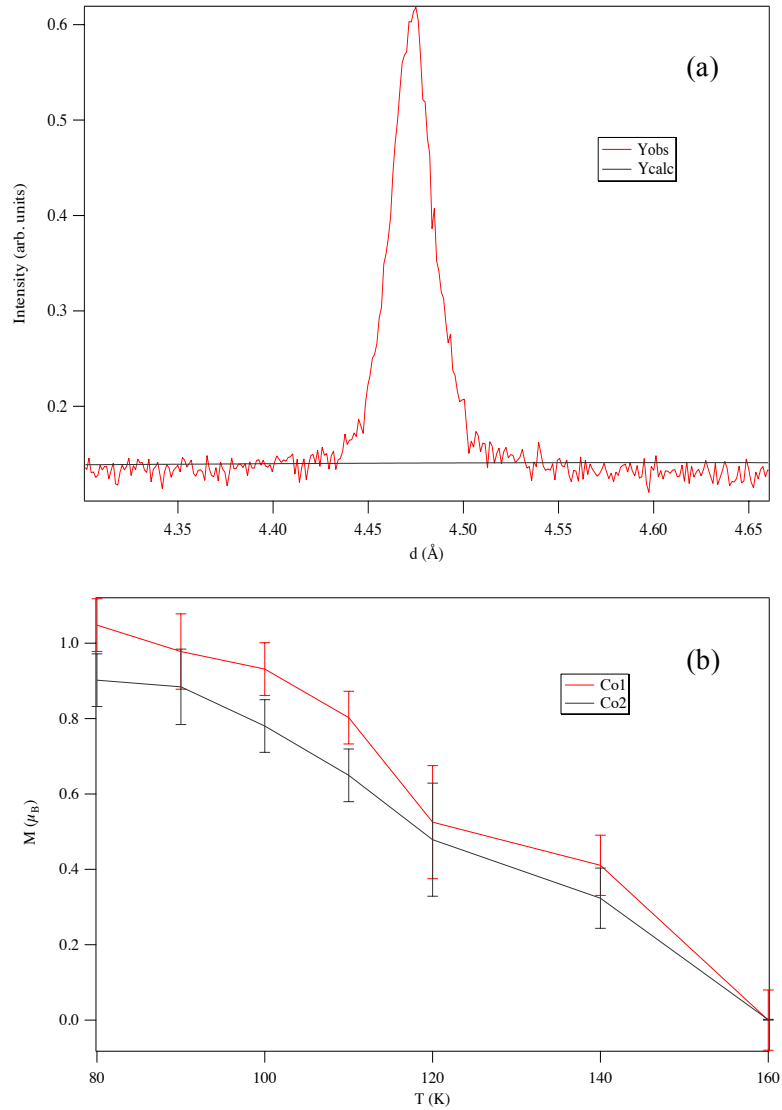 0.6
(a)
0.5
Yobs
Ycalc
0.4
Intensity (arb. units)
0.3
0.2
4.35 4.40 4.45 4.50 4.55 4.60 4.65
d (Å)
1.0
(b)
Co1
Co2
0.8
0.6
M (μB)
0.4
0.2
0.0
80 100 120 140 160
T (K)